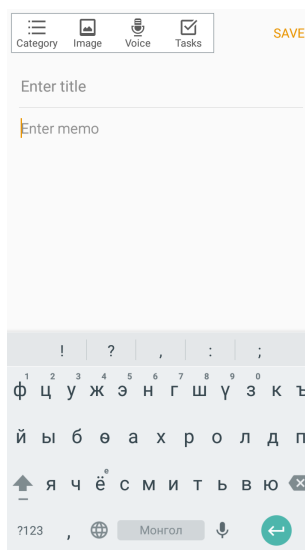 Category Image Voice Tasks SAVE
Enter title
Enter memo
! ? , : ;
1 2 3 4 5 6 7 8 9 0
ф ц у ж э н г ш ү з к ъ
й ы б ө а х р о л д п
е
я ч ё с м и т ь в ю
?123 , Монгол